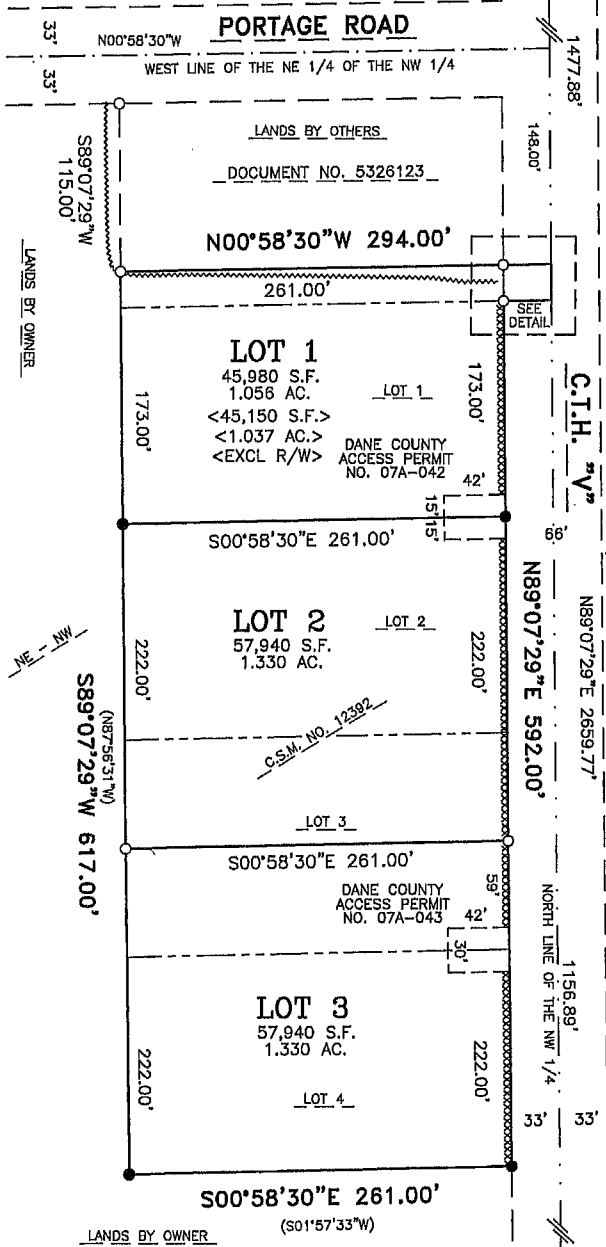 PORTAGE ROAD
33'
N00°58'30"W
WEST LINE OF THE NE 1/4 OF THE NW 1/4
33'
1477.88'
148.00'
LANDS BY OTHERS
DOCUMENT NO. 5326123
S89°07'29"W
115.00'
N00°58'30"W 294.00'
261.00'
SEE
DETAIL
LANDS BY OWNER
LOT 1
45,980 S.F.
1.056 AC.
<45,150 S.F.>
<1.037 AC.>
<EXCL R/W>
LOT 1
173.00'
173.00'
C.T.H. "V"
DANE COUNTY
ACCESS PERMIT
NO. 07A-042
42'
15'
15'
66'
S00°58'30"E 261.00'
LOT 2
57,940 S.F.
1.330 AC.
LOT 2
222.00'
222.00'
N89°07'29"E 592.00'
N89°07'29"E 2659.77'
NE - NW
S89°07'29"W 617.00'
(N87°56'31"W)
C.S.M. NO. 12392
LOT 3
S00°58'30"E 261.00'
DANE COUNTY
ACCESS PERMIT
NO. 07A-043
59'
42'
30'
NORTH LINE OF THE NW 1/4
1156.89'
LOT 3
57,940 S.F.
1.330 AC.
LOT 4
222.00'
222.00'
33'
33'
S00°58'30"E 261.00'
(S01°57'33"W)
LANDS BY OWNER